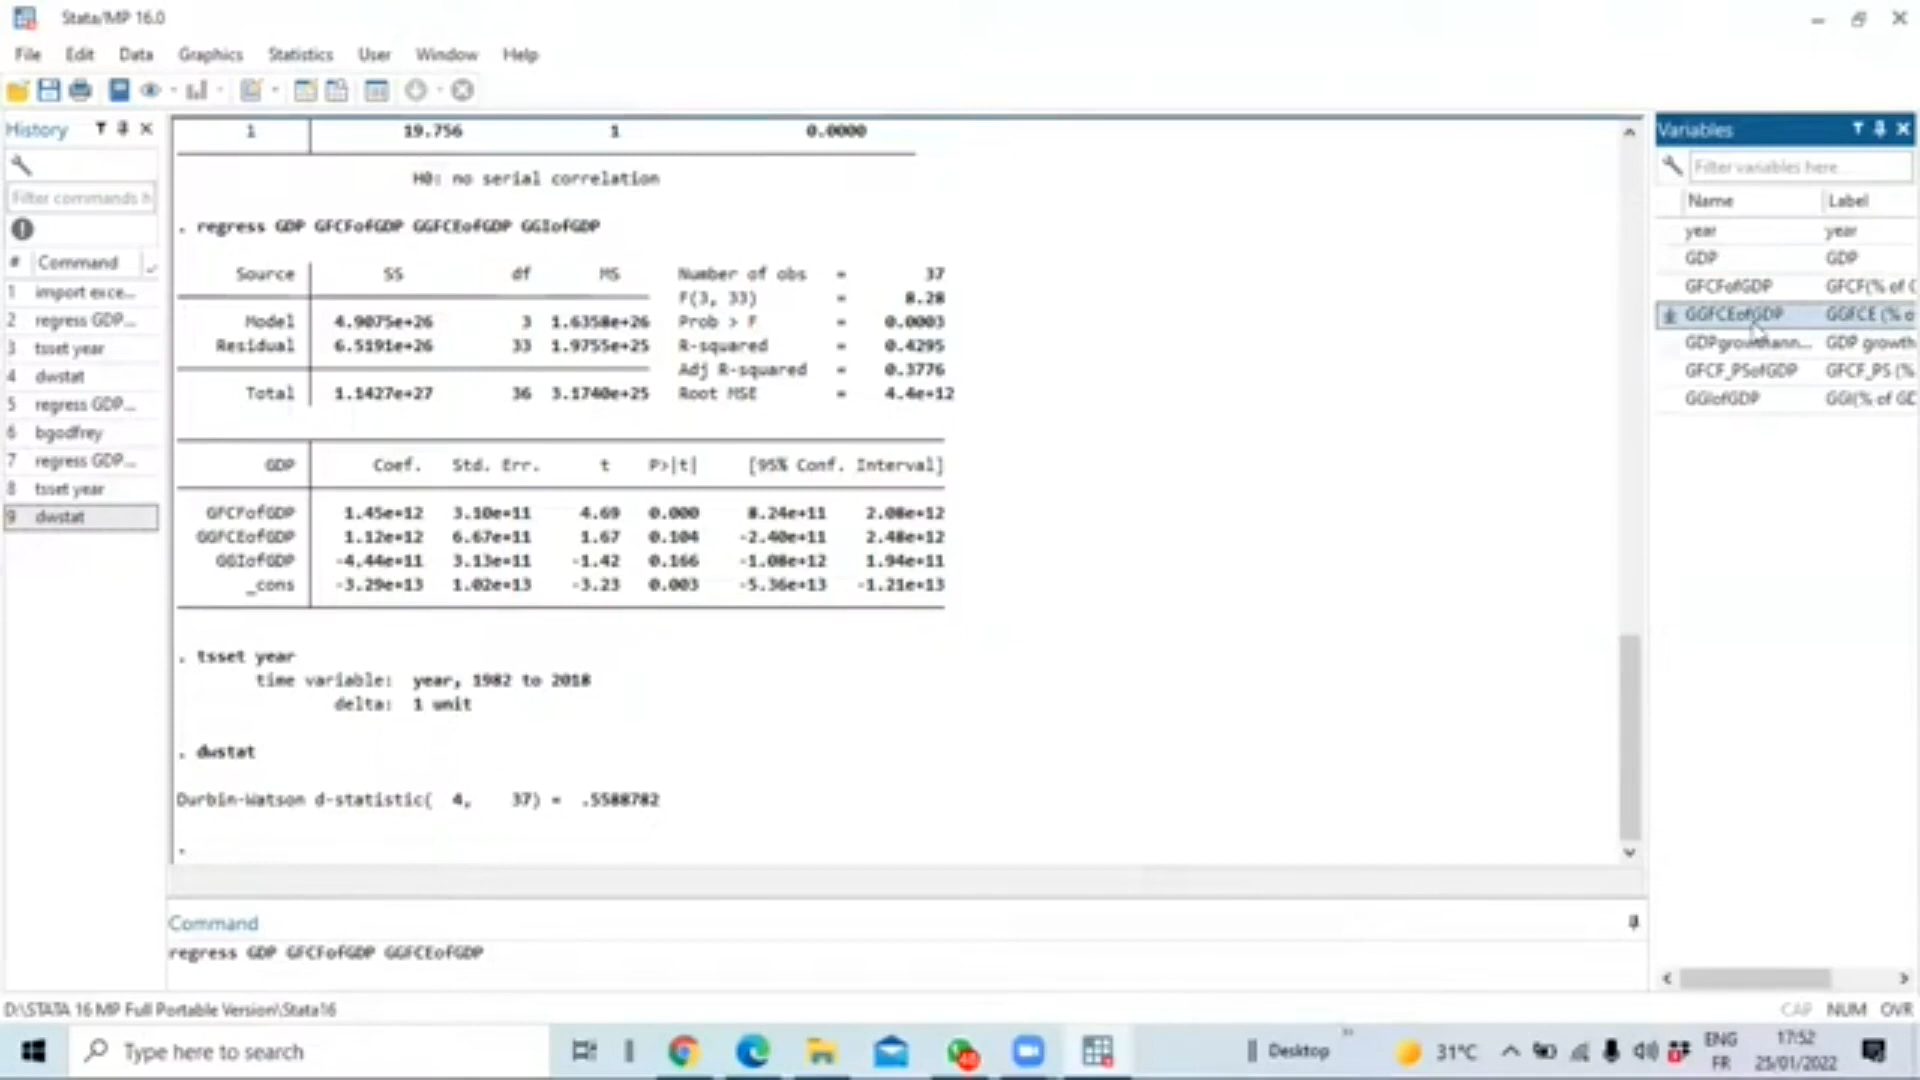 Stata/MP 16.0
File Edit Data Graphics Statistics User Window Help
History
Filter commands h
# Command
1 import exce...
2 regress GDP...
3 tsset year
4 dwstat
5 regress GDP...
6 bgodfrey
7 regress GDP...
8 tsset year
9 dwstat
1 19.756 1 0.0000
H0: no serial correlation
. regress GDP GFCFofGDP GGFCEofGDP GGIofGDP
Source SS df MS Number of obs = 37
F(3, 33) = 8.28
Model 4.9075e+26 3 1.6358e+26 Prob > F = 0.0003
Residual 6.5191e+26 33 1.9755e+25 R-squared = 0.4295
Adj R-squared = 0.3776
Total 1.1427e+27 36 3.1740e+25 Root MSE = 4.4e+12
GDP Coef. Std. Err. t P>|t| [95% Conf. Interval]
GFCFofGDP 1.45e+12 3.10e+11 4.69 0.000 8.24e+11 2.08e+12
GGFCEofGDP 1.12e+12 6.67e+11 1.67 0.104 -2.40e+11 2.48e+12
GGIofGDP -4.44e+11 3.13e+11 -1.42 0.166 -1.08e+12 1.94e+11
_cons -3.29e+13 1.02e+13 -3.23 0.003 -5.36e+13 -1.21e+13
. tsset year
time variable: year, 1982 to 2018
delta: 1 unit
. dwstat
Durbin-Watson d-statistic( 4, 37) = .5588782
.
Command
regress GDP GFCFofGDP GGFCEofGDP
Variables
Filter variables here
Name Label
year year
GDP GDP
GFCFofGDP GFCF(% of G
GGFCEofGDP GGFCE (% o
GDPgrowthann... GDP growth
GFCF_PSofGDP GFCF_PS (%
GGIofGDP GGI(% of GD
D:\STATA 16 MP Full Portable Version\Stata16
CAP NUM OVR
Type here to search
Desktop
31°C
ENG
FR
17:52
25/01/2022